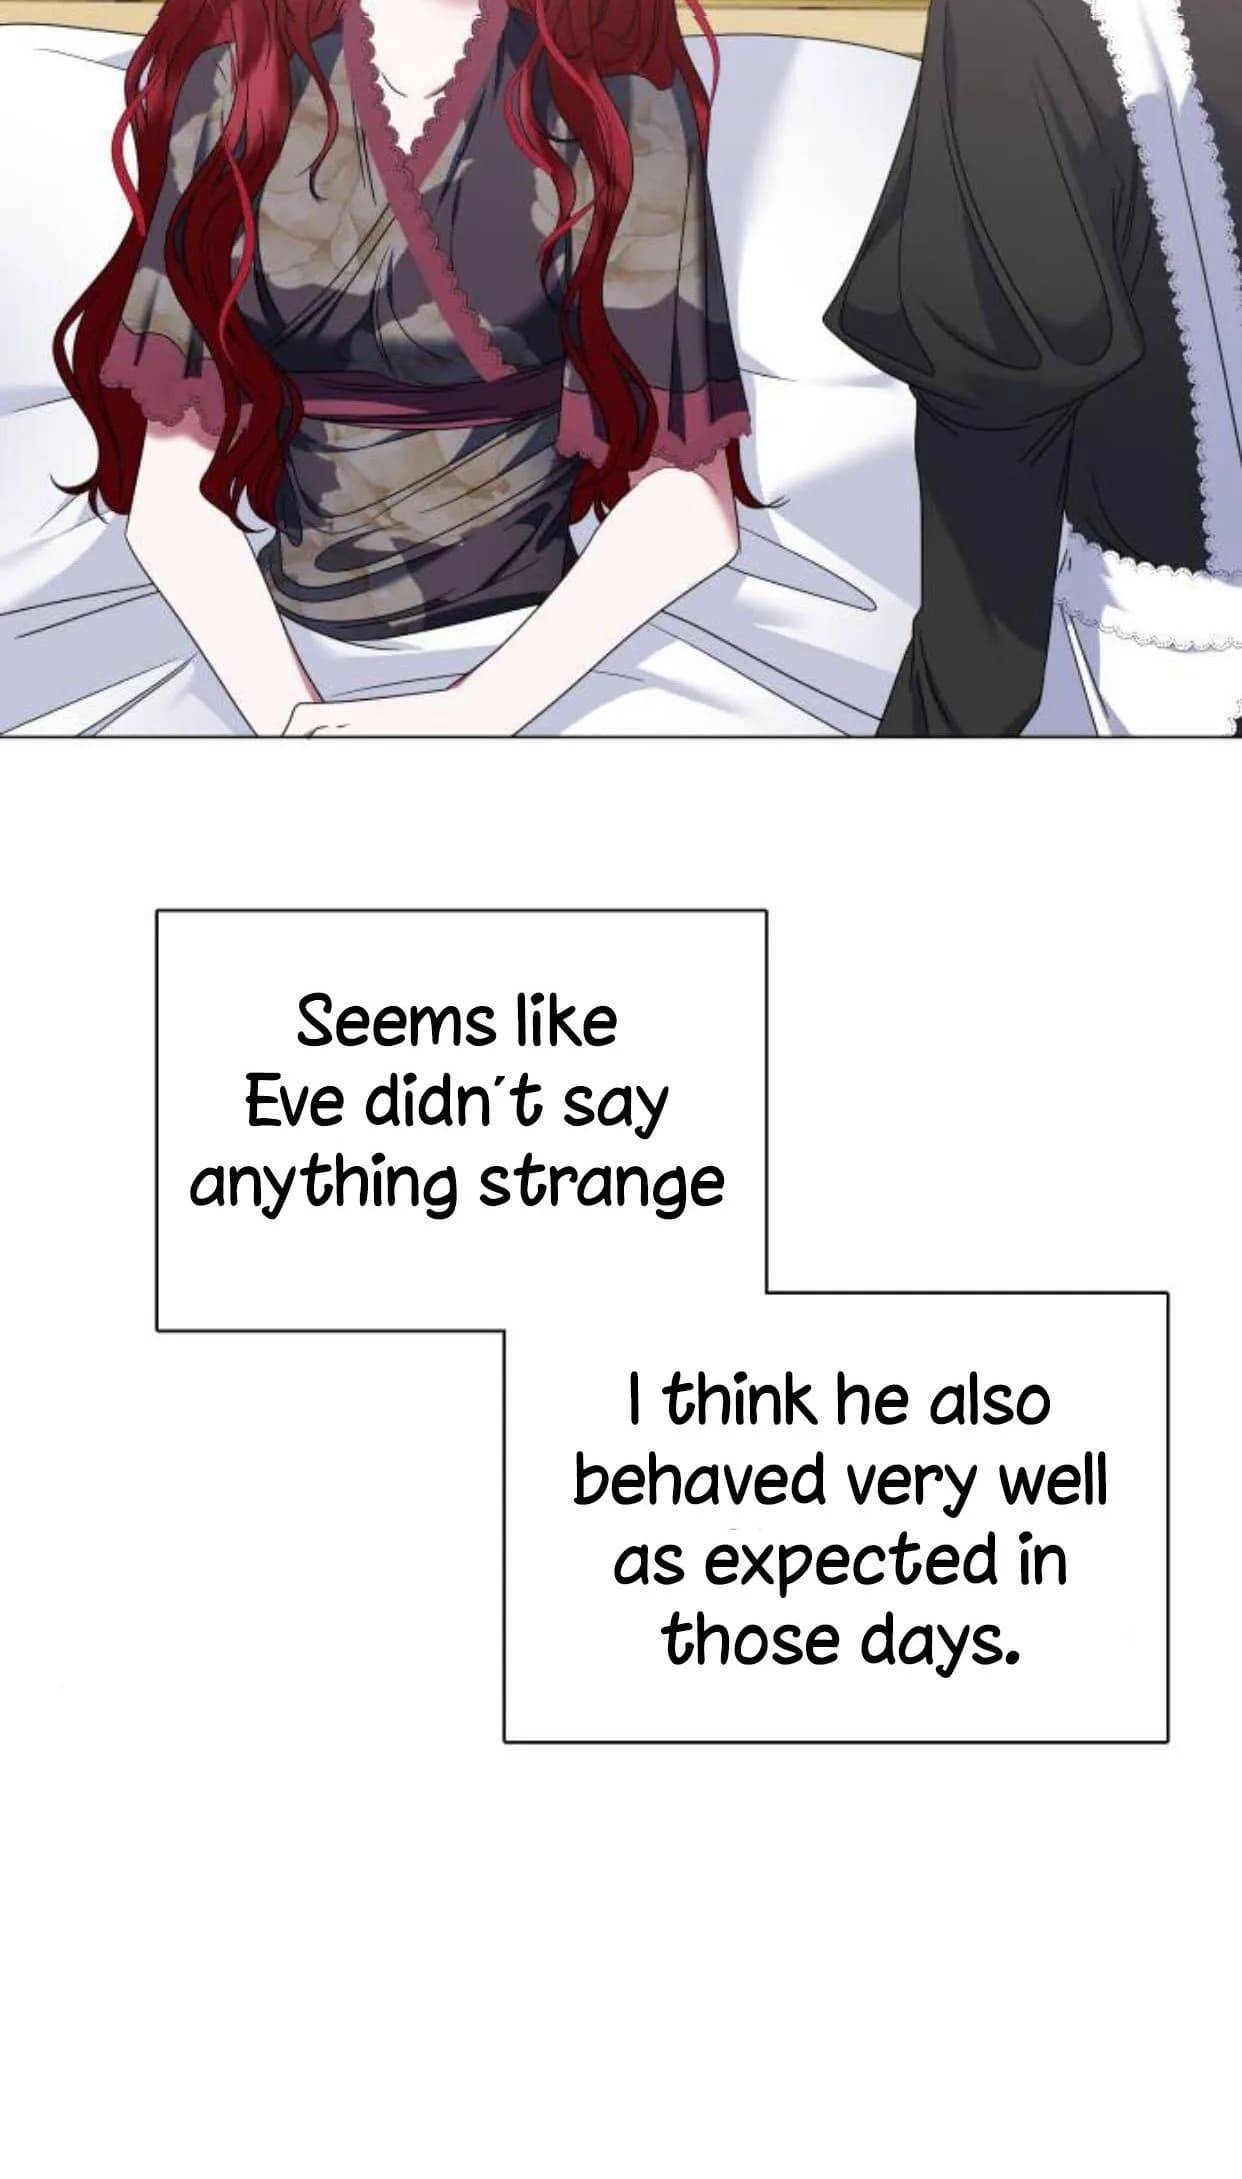 Seems like
Eve didn't say
anything strange
I think he also
behaved very well
as expected in
those days.